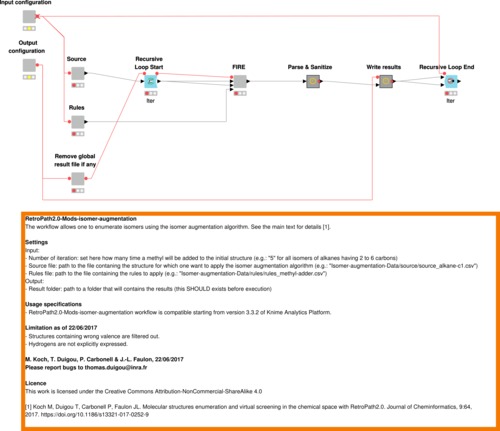 Input configuration
Output
configuration
Source
Recursive
Loop Start
FIRE
Parse & Sanitize
Write results
Recursive Loop End
Iter
Iter
Rules
Remove global
result file if any
RetroPath2.0-Mods-isomer-augmentation
The workflow allows one to enumerate isomers using the isomer augmentation algorithm. See the main text for details [1].
Settings
Input:
- Number of iteration: set here how many time a methyl will be added to the initial structure (e.g.: "5" for all isomers of alkanes having 2 to 6 carbons)
- Source file: path to the file containing the structure for which one want to apply the isomer augmentation algorithm (e.g.: "isomer-augmentation-Data/source/source_alkane-c1.csv")
- Rules file: path to the file containing the rules to apply (e.g.: "isomer-augmentation-Data/rules/rules_methyl-adder.csv")
Output:
- Result folder: path to a folder that will contains the results (this SHOULD exists before execution)
Usage specifications
- RetroPath2.0-Mods-isomer-augmentation workflow is compatible starting from version 3.3.2 of Knime Analytics Platform.
Limitation as of 22/06/2017
- Structures containing wrong valence are filtered out.
- Hydrogens are not explicitly expressed.
M. Koch, T. Duigou, P. Carbonell & J.-L. Faulon, 22/06/2017
Please report bugs to thomas.duigou@inra.fr
Licence
This work is licensed under the Creative Commons Attribution-NonCommercial-ShareAlike 4.0
[1] Koch M, Duigou T, Carbonell P, Faulon JL. Molecular structures enumeration and virtual screening in the chemical space with RetroPath2.0. Journal of Cheminformatics, 9:64,
2017. https://doi.org/10.1186/s13321-017-0252-9